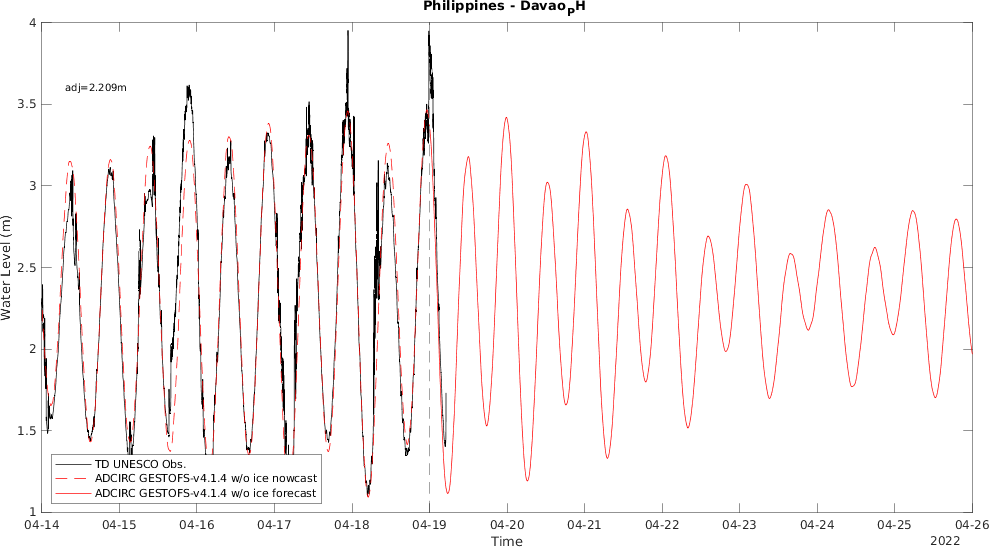 Philippines - DavaopH
4
3.5
3
2.5
2
1.5
1
Water Level (m)
adj=2.209m
TD UNESCO Obs.
ADCIRC GESTOFS-v4.1.4 w/o ice nowcast
ADCIRC GESTOFS-v4.1.4 w/o ice forecast
04-14 04-15 04-16 04-17 04-18 04-19 04-20 04-21 04-22 04-23 04-24 04-25 04-26
Time
2022